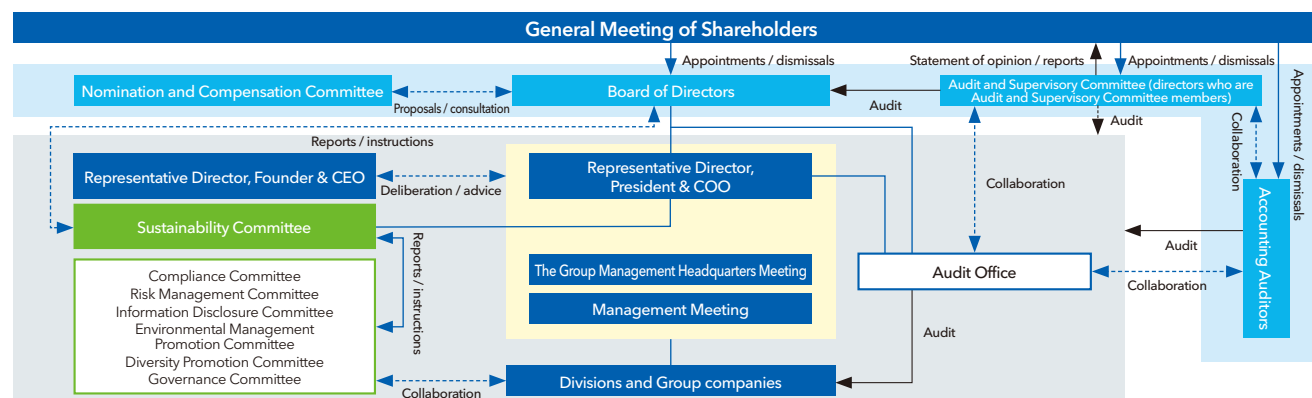 General Meeting of Shareholders
Appointments / dismissals
Statement of opinion / reports
Appointments / dismissals
Appointments / dismissals
Nomination and Compensation Committee
Proposals / consultation
Board of Directors
Audit
Audit and Supervisory Committee (directors who are
Audit and Supervisory Committee members)
Audit
Collaboration
Reports / instructions
Representative Director, Founder & CEO
Deliberation / advice
Representative Director,
President & COO
Collaboration
Accounting Auditors
Sustainability Committee
Reports / instructions
Audit
The Group Management Headquarters Meeting
Audit Office
Collaboration
Management Meeting
Compliance Committee
Risk Management Committee
Information Disclosure Committee
Environmental Management
Promotion Committee
Diversity Promotion Committee
Governance Committee
Audit
Collaboration
Divisions and Group companies